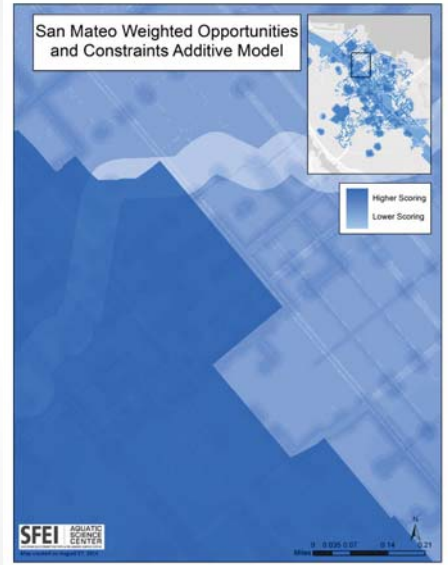 San Mateo Weighted Opportunities
and Constraints Additive Model
Higher Scoring
Lower Scoring
SFEI
AQUATIC
SCIENCE
CENTER
N
0 0.035 0.07 0.14 0.21
Miles